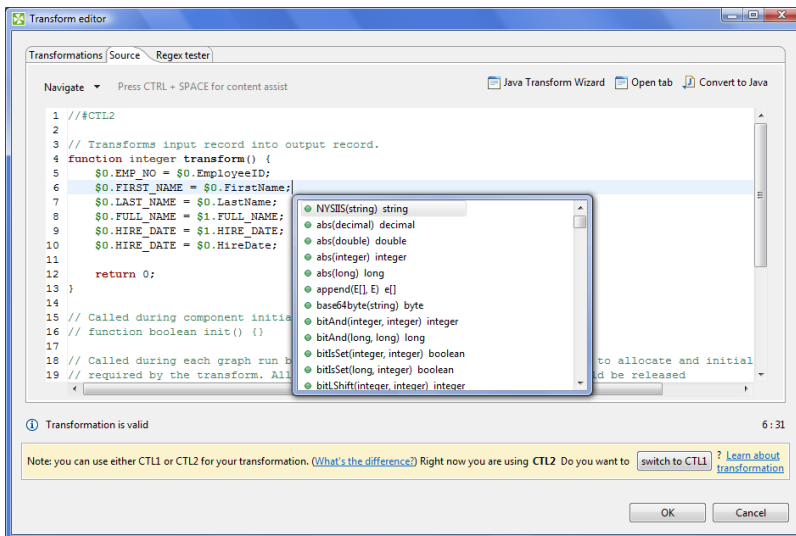 Transform editor
Transformations Source Regex tester
Navigate Press CTRL + SPACE for content assist Java Transform Wizard Open tab Convert to Java
1 //#CTL2
2
3 // Transforms input record into output record.
4 function integer transform() {
5 $0.EMP_NO = $0.EmployeeID;
6 $0.FIRST_NAME = $0.FirstName;
7 $0.LAST_NAME = $0.LastName;
8 $0.FULL_NAME = $1.FULL_NAME;
9 $0.HIRE_DATE = $1.HIRE_DATE;
10 $0.HIRE_DATE = $0.HireDate;
11
12 return 0;
13 }
14
15 // Called during component initia
16 // function boolean init() {}
17
18 // Called during each graph run b to allocate and initial
19 // required by the transform. All ld be released
NYSIIS(string) string
abs(decimal) decimal
abs(double) double
abs(integer) integer
abs(long) long
append(E[], E) e[]
base64byte(string) byte
bitAnd(integer, integer) integer
bitAnd(long, long) long
bitIsSet(integer, integer) boolean
bitIsSet(long, integer) boolean
bitLShift(integer, integer) integer
Transformation is valid 6 : 31
Note: you can use either CTL1 or CTL2 for your transformation. (What's the difference?) Right now you are using CTL2 Do you want to switch to CTL1 ? Learn about
transformation
OK Cancel